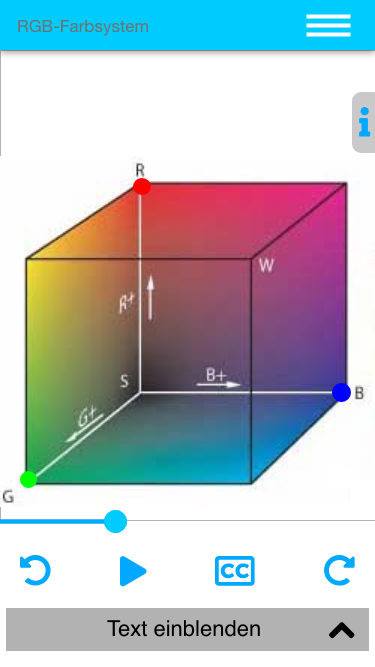 RGB-Farbsystem
i
R
W
R+
S
B+
B
G+
G
CC
Text einblenden